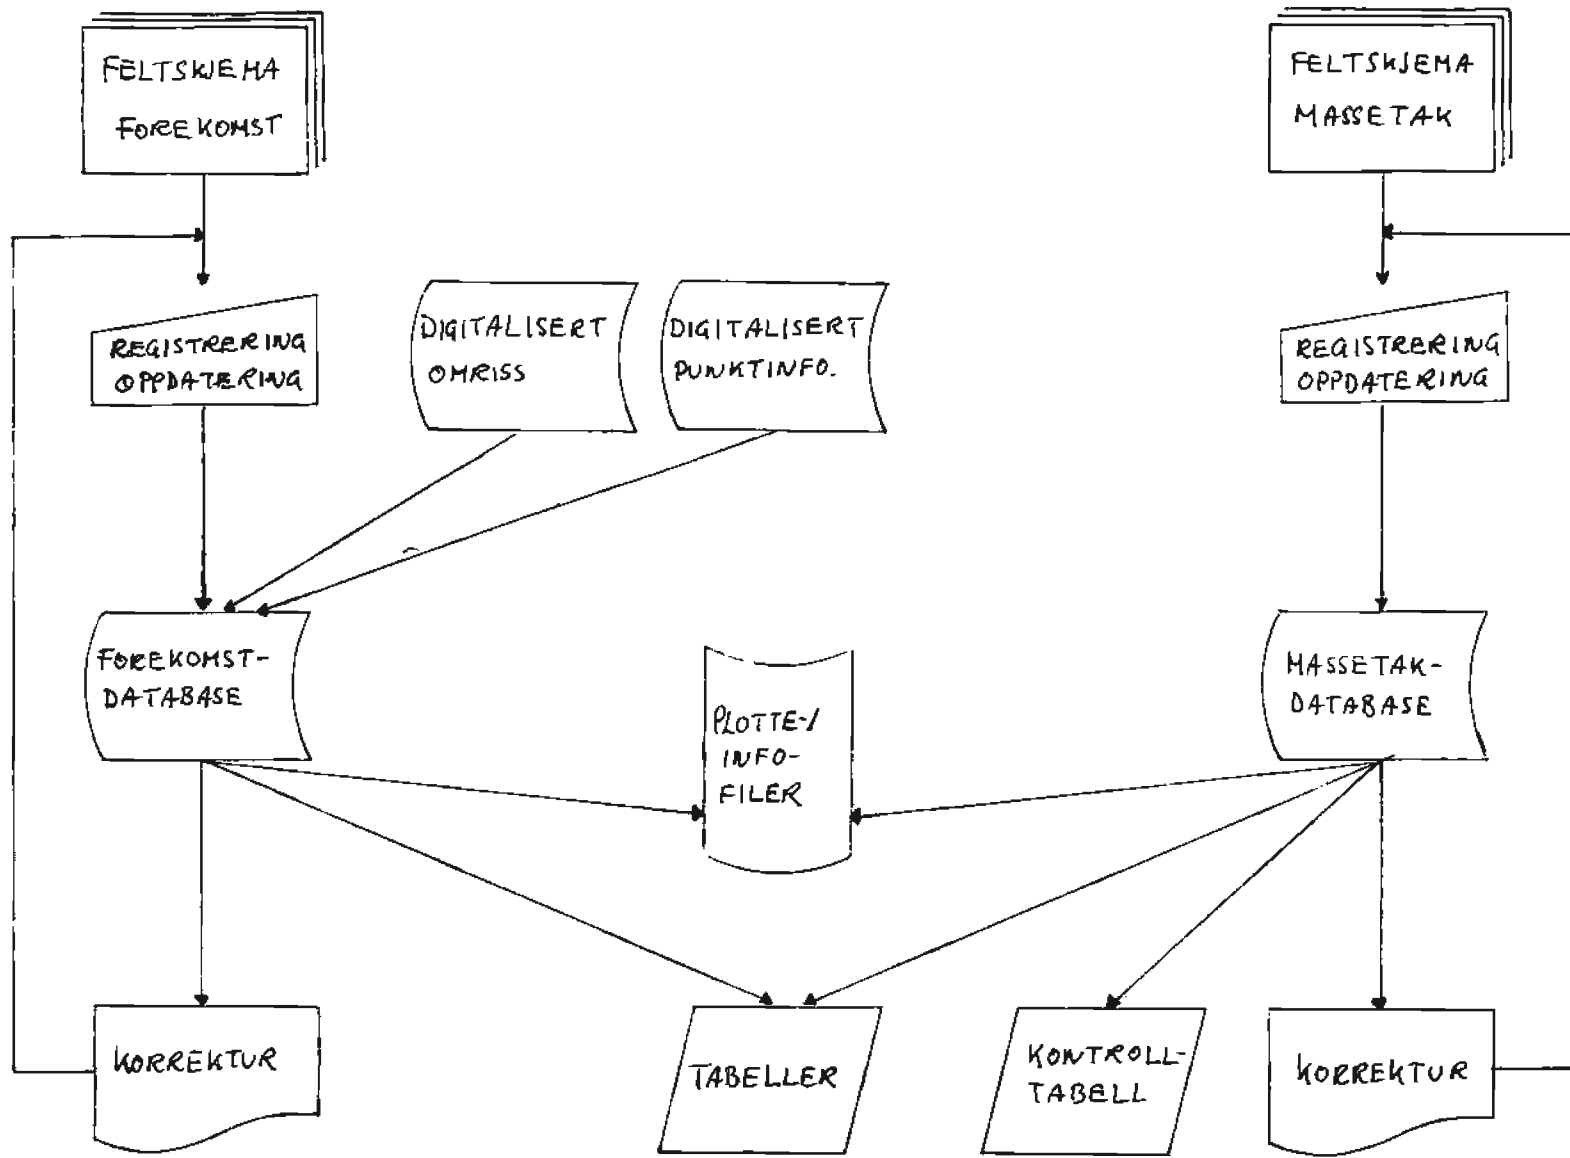 FELTSKJEMA
FOREKOMST
FELTSKJEMA
MASSETAK
REGISTRERING
OPPDATERING
DIGITALISERT
OMRISS
DIGITALISERT
PUNKTINFO.
REGISTRERING
OPPDATERING
FOREKOMST-
DATABASE
PLOTTE-/
INFO-
FILER
MASSETAK-
DATABASE
KORREKTUR
TABELLER
KONTROLL-
TABELL
KORREKTUR